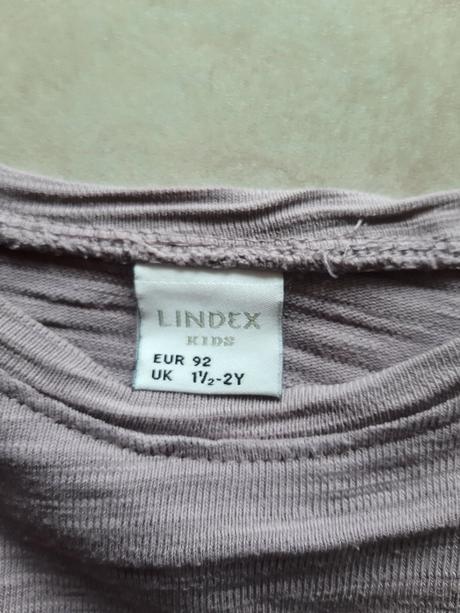 LINDEX
KIDS
EUR 92
UK 1½-2Y